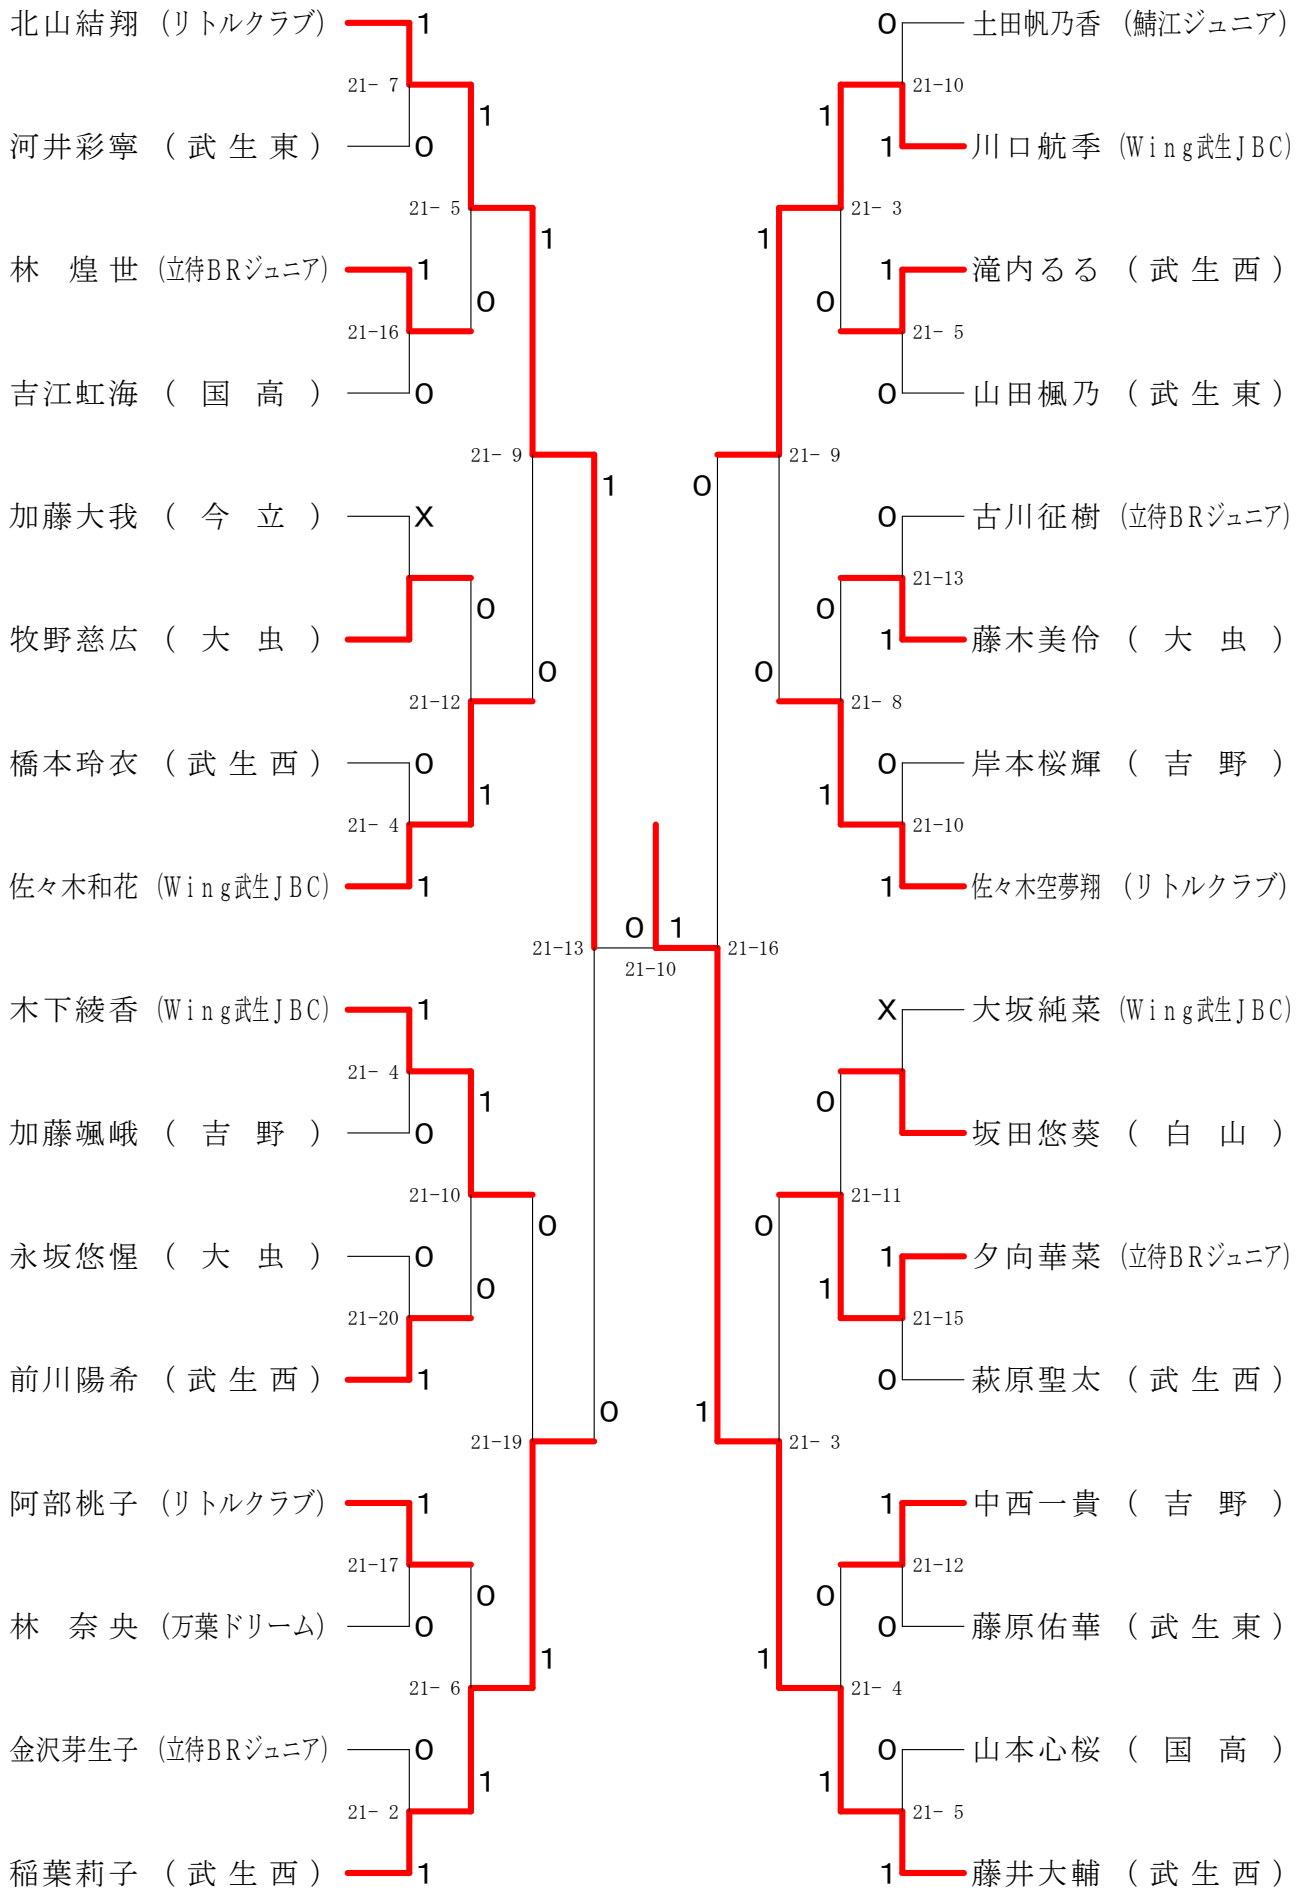 北山結翔 (リトルクラブ) 1
21- 7
1
河井彩寧 (武生東) 0
21- 5
1
林 煌世 (立待BRジュニア) 1
0
21-16
吉江虹海 (国高) 0
21- 9
1
加藤大我 (今立) X
0
牧野慈広 (大虫)
0
21-12
橋本玲衣 (武生西) 0
1
21- 4
佐々木和花 (Wing武生JBC) 1
21-13
木下綾香 (Wing武生JBC) 1
21- 4
1
加藤颯峨 (吉野) 0
21-10
0
永坂悠惺 (大虫) 0
0
21-20
前川陽希 (武生西) 1
0
21-19
阿部桃子 (リトルクラブ) 1
21-17
0
林 奈央 (万葉ドリーム) 0
1
21- 6
金沢芽生子 (立待BRジュニア) 0
1
21- 2
稲葉莉子 (武生西) 1
0 1
21-10
0 土田帆乃香 (鯖江ジュニア)
21-10
1
1 川口航季 (Wing武生JBC)
21- 3
1
1 滝内るる (武生西)
0
21- 5
0 山田楓乃 (武生東)
21- 9
0
0 古川征樹 (立待BRジュニア)
21-13
0
1 藤木美伶 (大虫)
0
21- 8
0 岸本桜輝 (吉野)
1
21-10
1 佐々木空夢翔 (リトルクラブ)
21-16
X 大坂純菜 (Wing武生JBC)
0
坂田悠葵 (白山)
21-11
0
1 夕向華菜 (立待BRジュニア)
1
21-15
0 萩原聖太 (武生西)
1
21- 3
1 中西一貴 (吉野)
21-12
0
0 藤原佑華 (武生東)
1
21- 4
0 山本心桜 (国高)
1
21- 5
1 藤井大輔 (武生西)